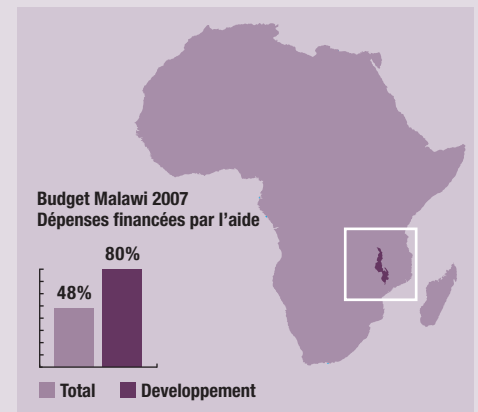 Budget Malawi 2007
Dépenses financées par l’aide
80%
48%
Total
Developpement